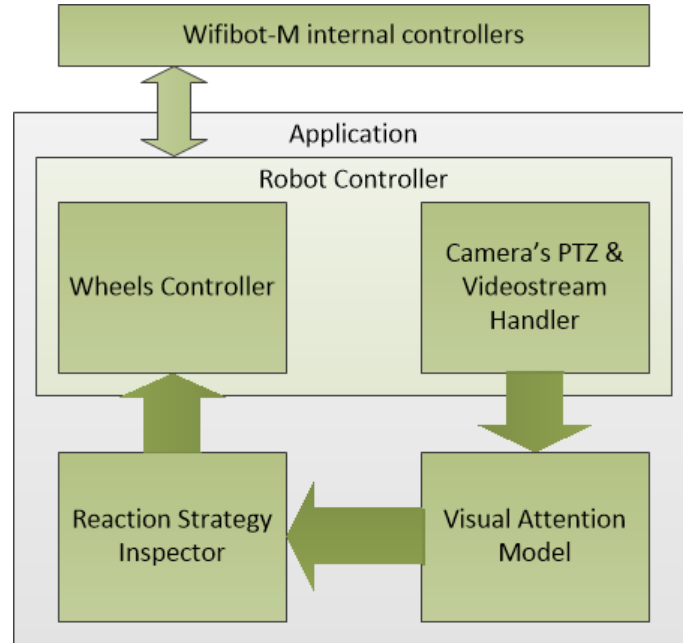 Wifibot-M internal controllers
Application
Robot Controller
Wheels Controller
Camera's PTZ &
Videostream
Handler
Reaction Strategy
Inspector
Visual Attention
Model